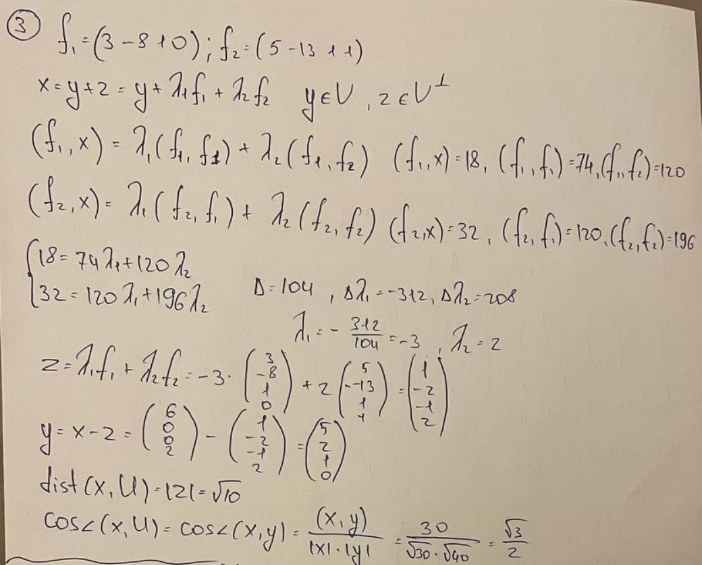 3 f₁=(3 -8 1 0); f₂=(5 -13 1 1)
x=y+z=y+λ₁f₁+λ₂f₂ y∈U, z∈U⊥
(f₁,x)=λ₁(f₁,f₁)+λ₂(f₁,f₂) (f₁,x)=18, (f₁,f₁)=74, (f₁,f₂)=120
(f₂,x)=λ₁(f₂,f₁)+λ₂(f₂,f₂) (f₂,x)=32, (f₂,f₁)=120, (f₂,f₂)=196
{18=74λ₁+120λ₂
{32=120λ₁+196λ₂ Δ=104, Δλ₁=-312, Δλ₂=208
λ₁=-312/104=-3, λ₂=2
z=λ₁f₁+λ₂f₂=-3·(3 -8 1 0)+2(5 -13 1 1)=(1 -2 -1 2)
y=x-z=(6 0 0 2)-(1 -2 -1 2)=(5 2 1 0)
dist(x,U)=|z|=√10
cos∠(x,U)=cos∠(x,y)=(x,y)/|x|·|y|=30/√30·√40=√3/2